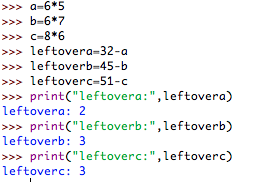 >>> a=6*5
>>> b=6*7
>>> c=8*6
>>> leftovera=32-a
>>> leftoverb=45-b
>>> leftoverc=51-c
>>> print("leftovera:",leftovera)
leftovera: 2
>>> print("leftoverb:",leftoverb)
leftoverb: 3
>>> print("leftoverc:",leftoverc)
leftoverc: 3